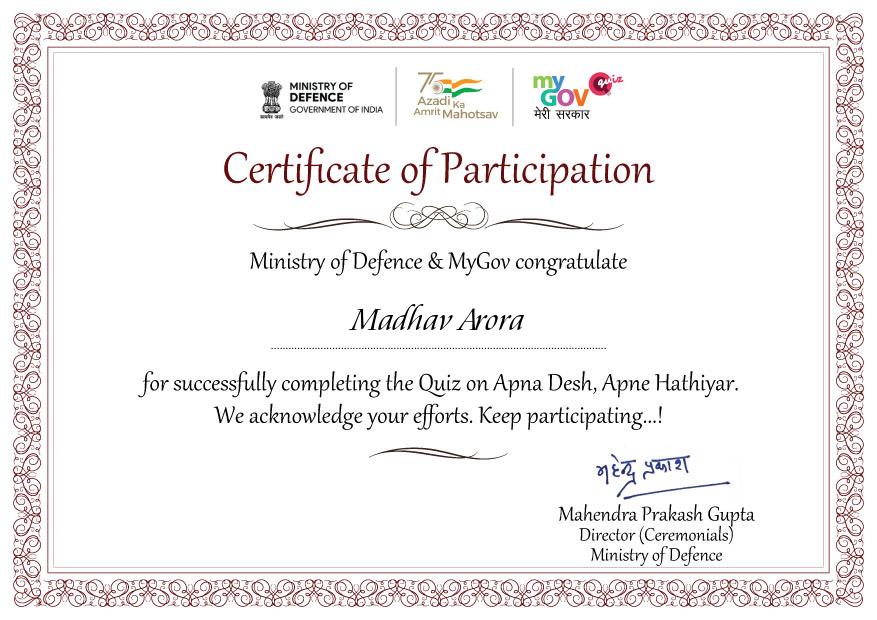 MINISTRY OF
DEFENCE
GOVERNMENT OF INDIA
सत्यमेव जयते
75
Azadi Ka
Amrit Mahotsav
my
GOV
quiz
मेरी सरकार
Certificate of Participation
Ministry of Defence & MyGov congratulate
Madhav Arora
for successfully completing the Quiz on Apna Desh, Apne Hathiyar.
We acknowledge your efforts. Keep participating...!
महेन्द्र प्रकाश
Mahendra Prakash Gupta
Director (Ceremonials)
Ministry of Defence